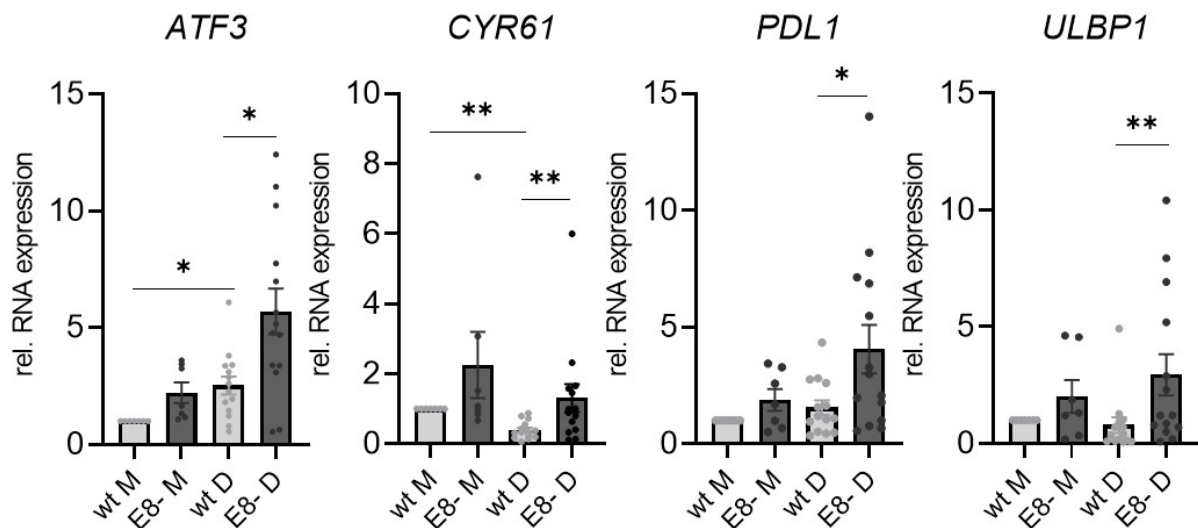 ATF3
rel. RNA expression
15
10
5
0
*
*
wt M
E8- M
wt D
E8- D
CYR61
rel. RNA expression
10
8
6
4
2
0
**
**
wt M
E8- M
wt D
E8- D
PDL1
rel. RNA expression
15
10
5
0
*
wt M
E8- M
wt D
E8- D
ULBP1
rel. RNA expression
15
10
5
0
**
wt M
E8- M
wt D
E8- D